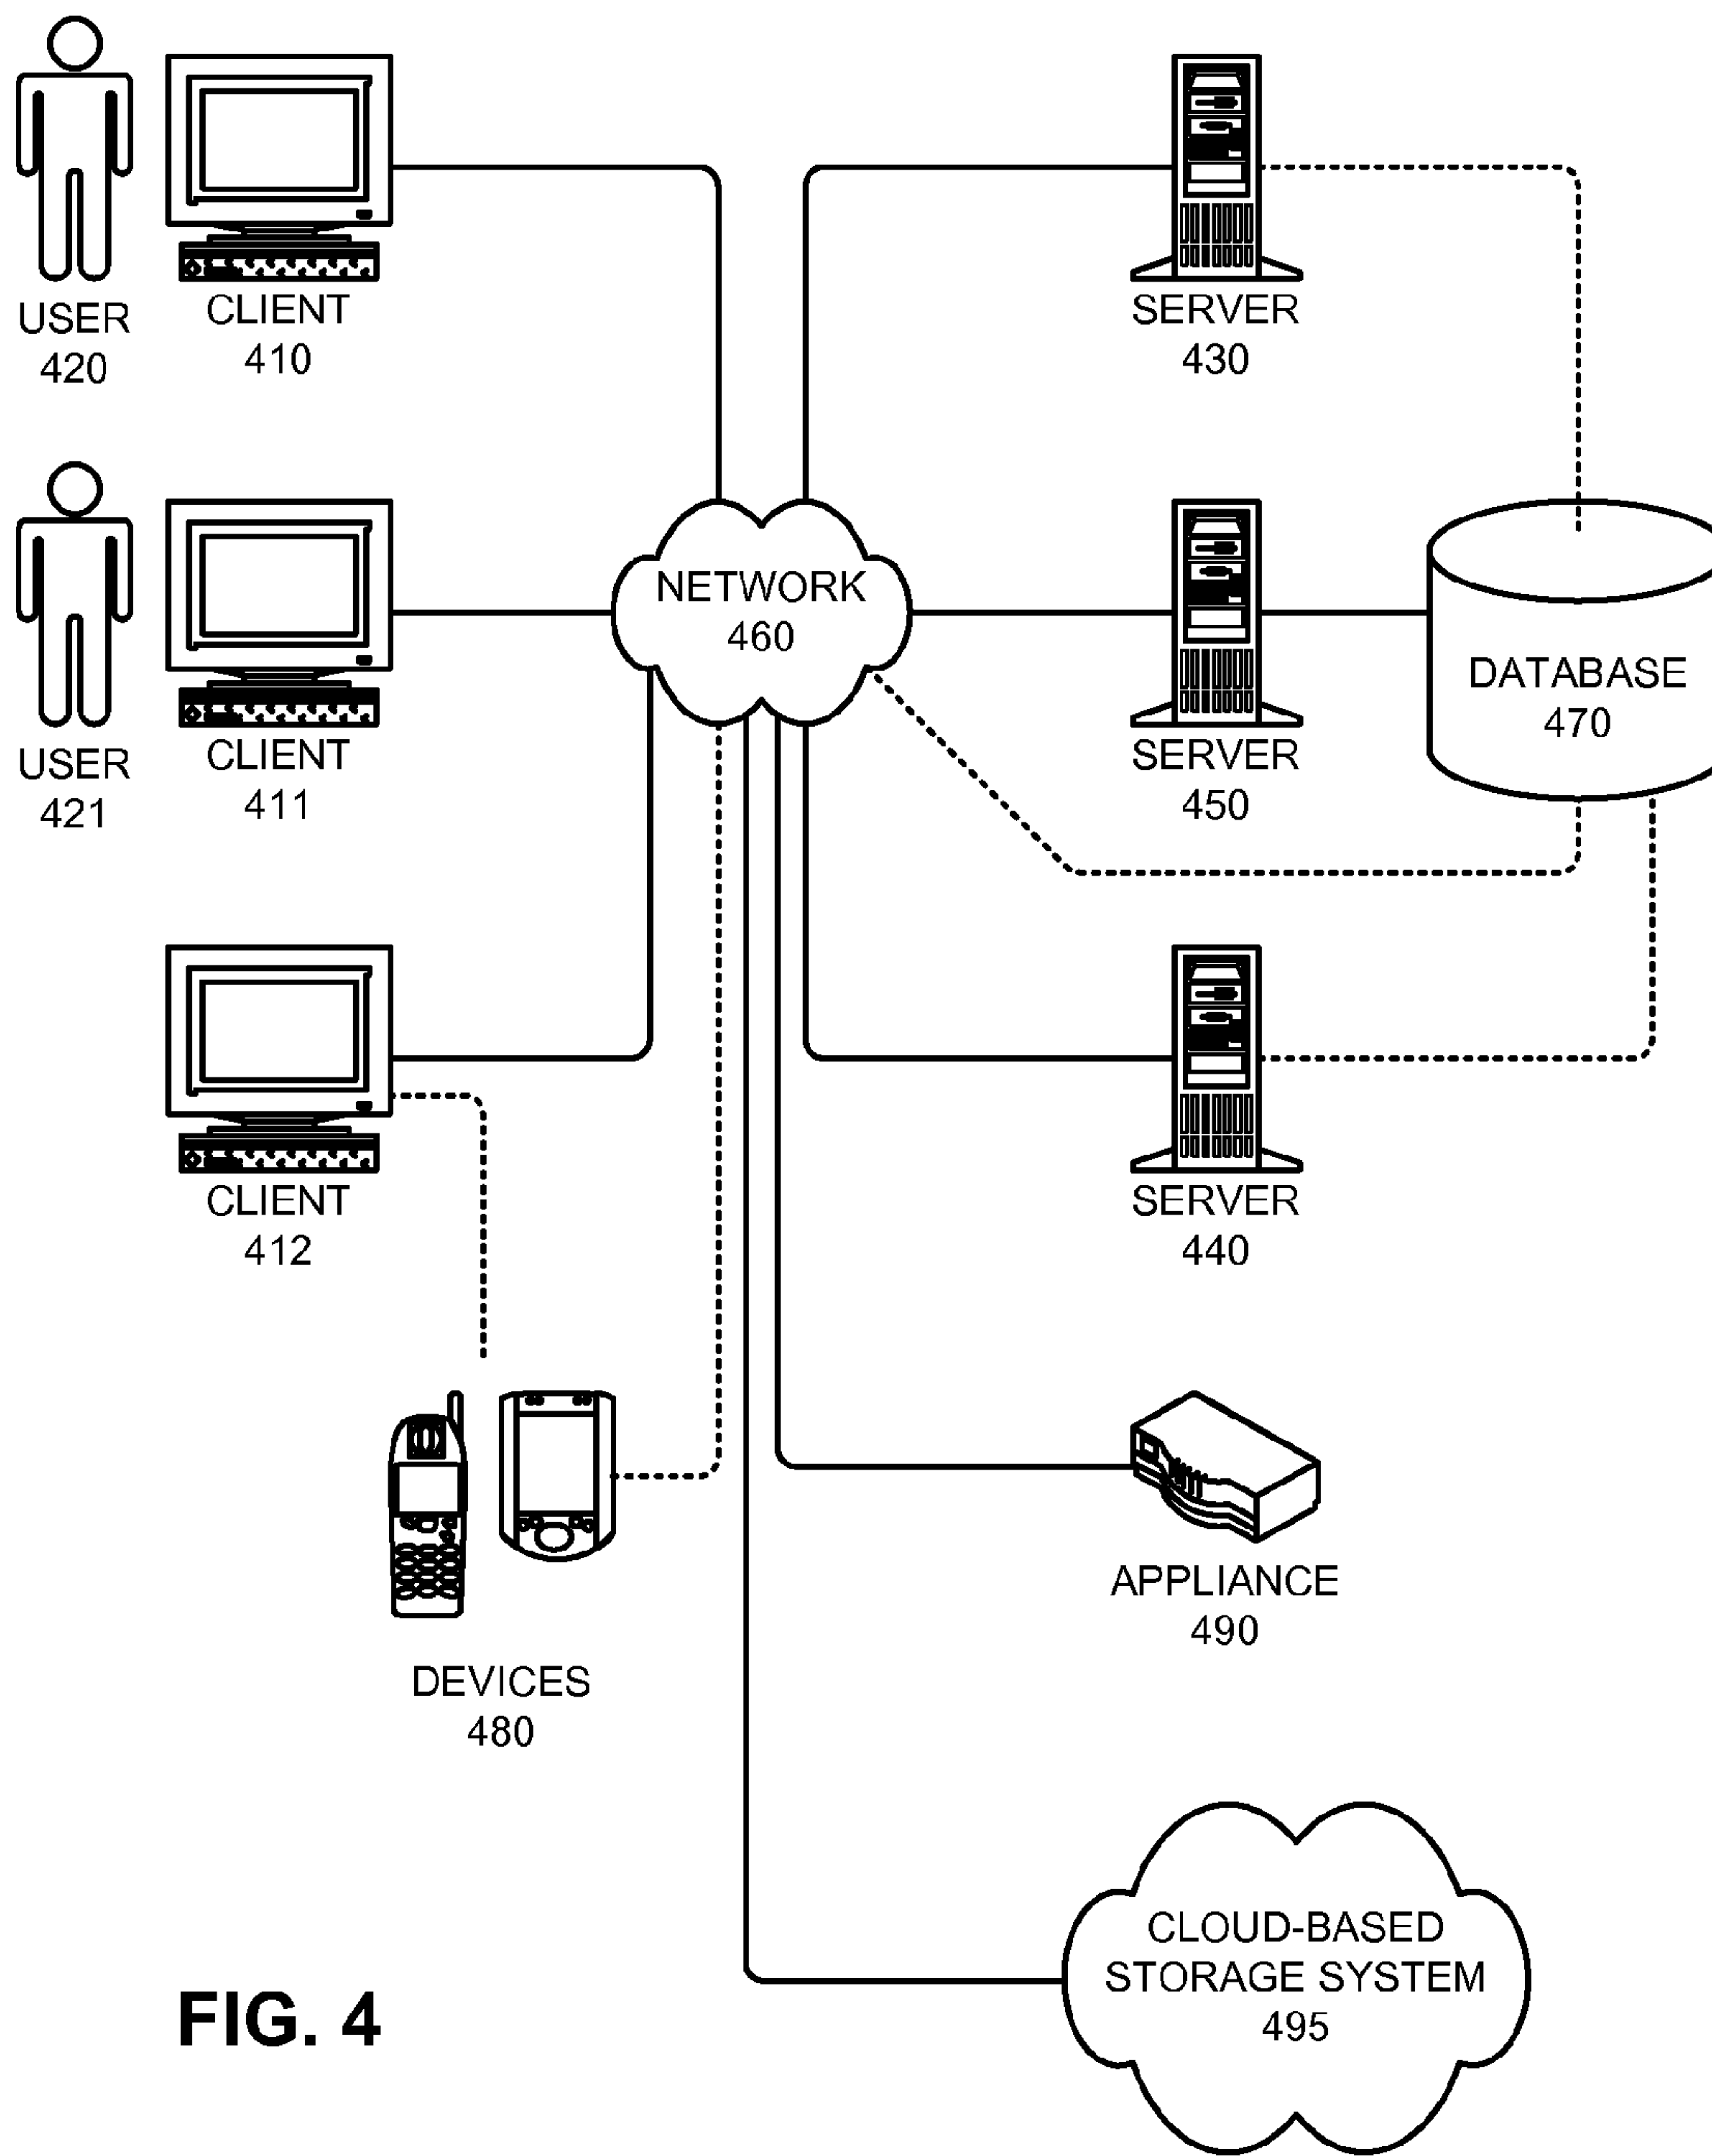 USER
420
CLIENT
410
SERVER
430
USER
421
CLIENT
411
NETWORK
460
SERVER
450
DATABASE
470
CLIENT
412
SERVER
440
DEVICES
480
APPLIANCE
490
CLOUD-BASED
STORAGE SYSTEM
495
FIG. 4